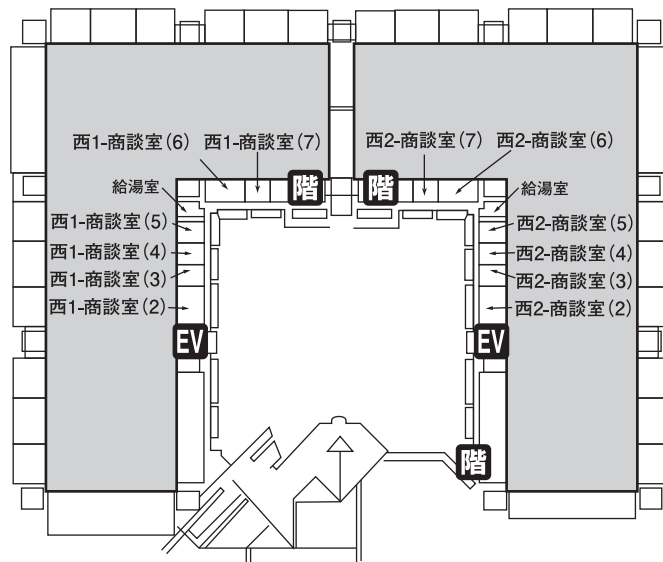 西1-商談室(6) 西1-商談室(7) 西2-商談室(7) 西2-商談室(6)
階 階
給湯室 給湯室
西1-商談室(5) 西2-商談室(5)
西1-商談室(4) 西2-商談室(4)
西1-商談室(3) 西2-商談室(3)
西1-商談室(2) 西2-商談室(2)
EV EV
階